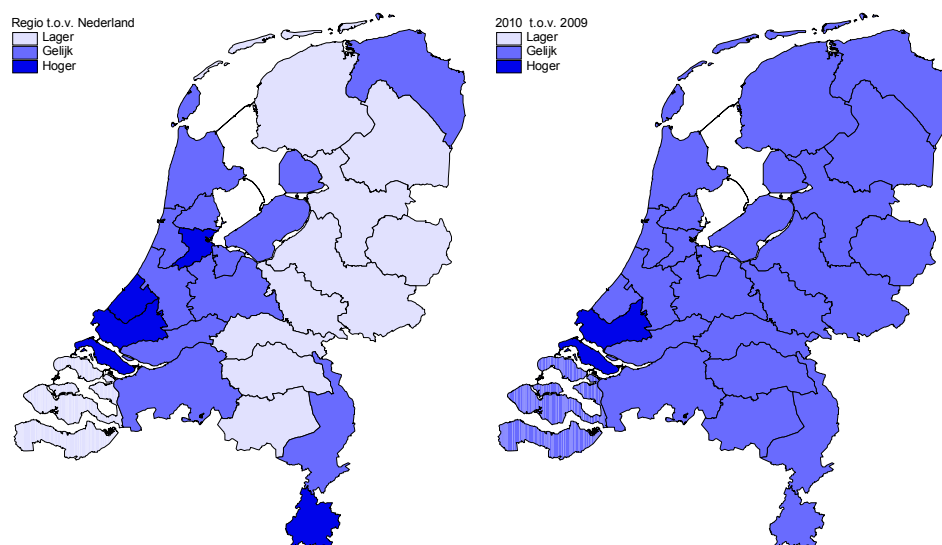 Regio t.o.v. Nederland
Lager
Gelijk
Hoger
2010 t.o.v. 2009
Lager
Gelijk
Hoger